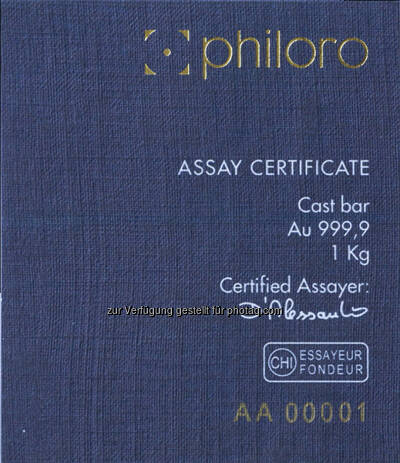 philoro
ASSAY CERTIFICATE
Cast bar
Au 999,9
1 Kg
Certified Assayer:
D'Alessandro
zur Verfügung gestellt für photaq.com
CHI ESSAYEUR
FONDEUR
AA 00001